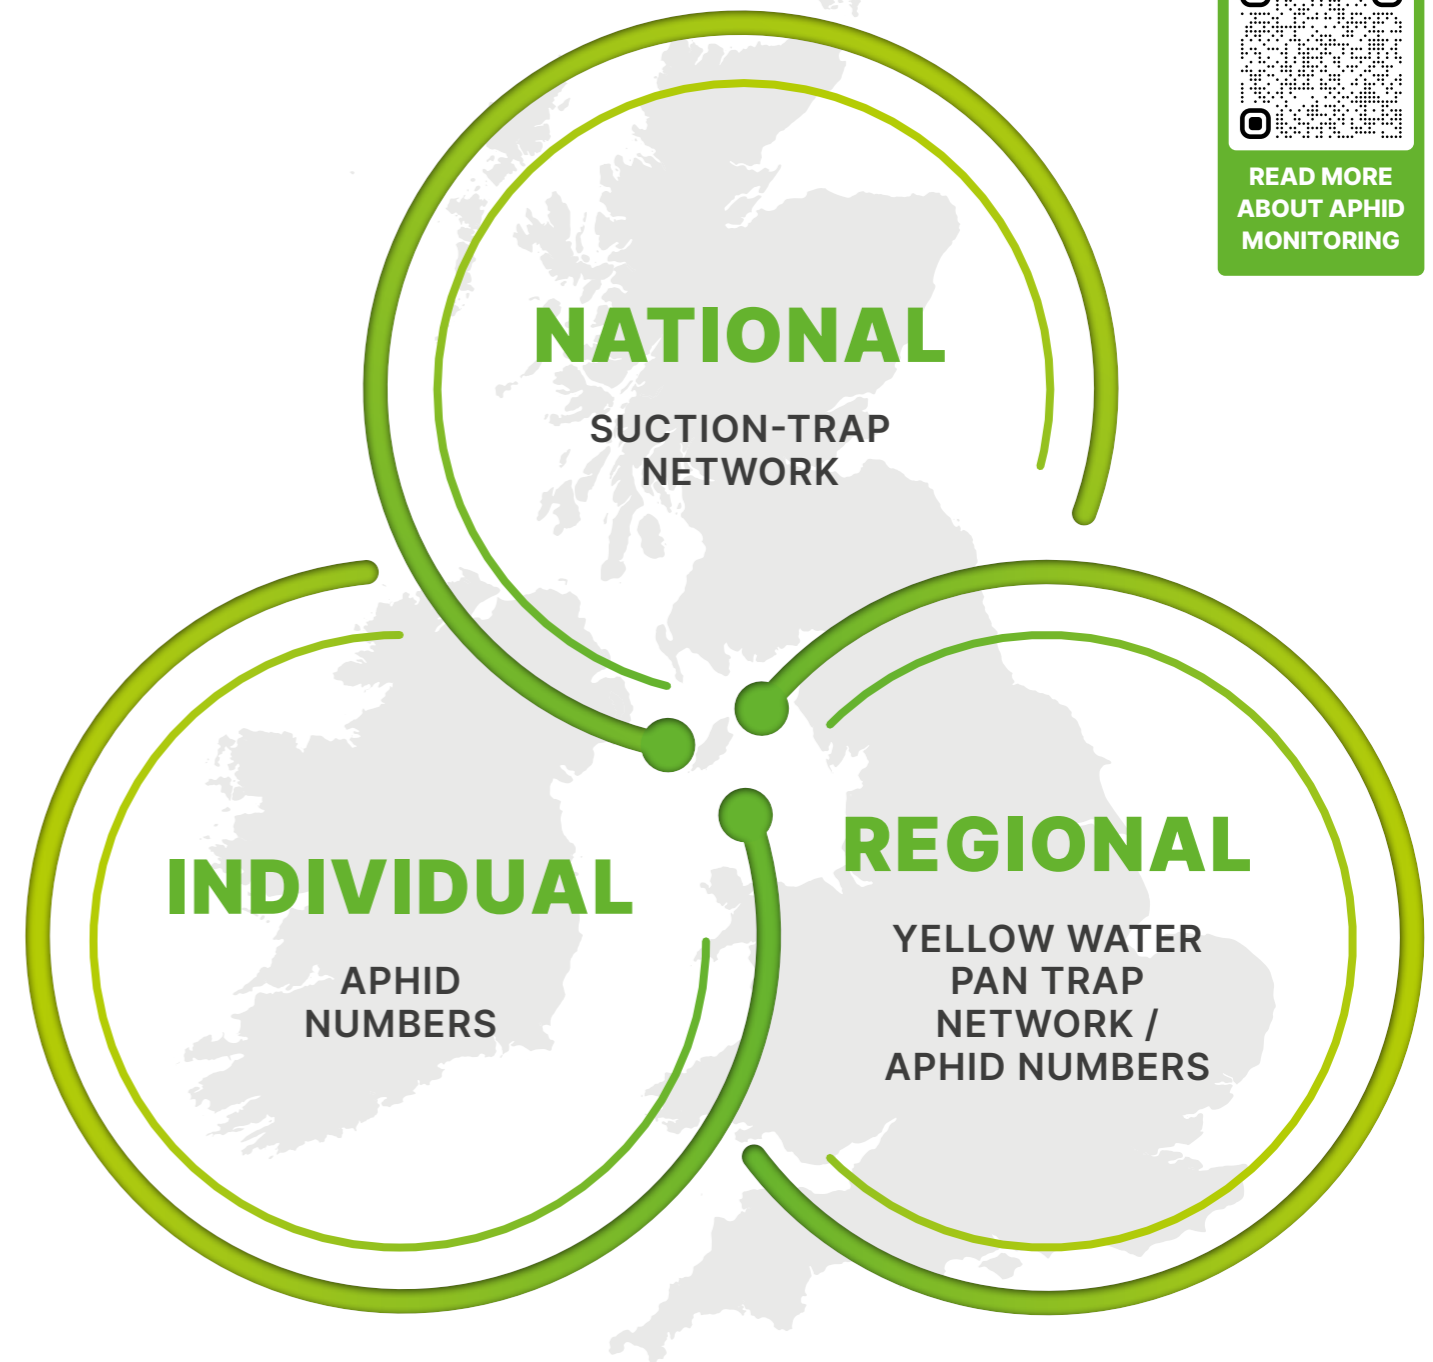 READ MORE
ABOUT APHID
MONITORING
NATIONAL
SUCTION-TRAP
NETWORK
INDIVIDUAL
APHID
NUMBERS
REGIONAL
YELLOW WATER
PAN TRAP
NETWORK /
APHID NUMBERS